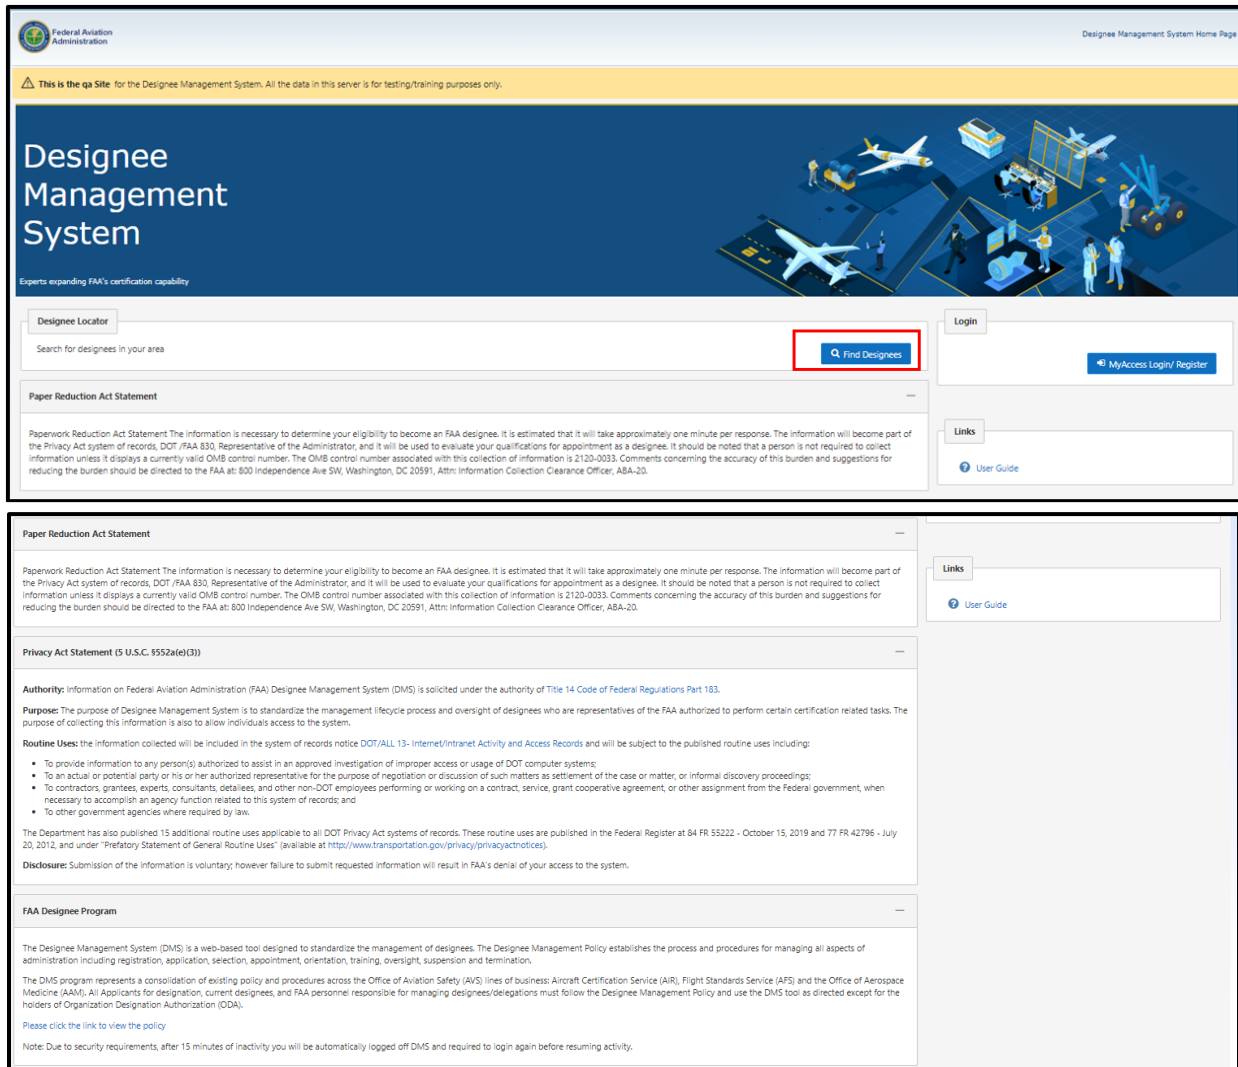 Federal Aviation
Administration
Designee Management System Home Page
This is the qa Site for the Designee Management System. All the data in this server is for testing/training purposes only.
Designee
Management
System
Experts expanding FAA's certification capability
Designee Locator
Search for designees in your area
Find Designees
Login
MyAccess Login/ Register
Paper Reduction Act Statement
Paperwork Reduction Act Statement The information is necessary to determine your eligibility to become an FAA designee. It is estimated that it will take approximately one minute per response. The information will become part of
the Privacy Act system of records, DOT /FAA 830, Representative of the Administrator, and it will be used to evaluate your qualifications for appointment as a designee. It should be noted that a person is not required to collect
information unless it displays a currently valid OMB control number. The OMB control number associated with this collection of information is 2120-0033. Comments concerning the accuracy of this burden and suggestions for
reducing the burden should be directed to the FAA at: 800 Independence Ave SW, Washington, DC 20591, Attn: Information Collection Clearance Officer, ABA-20.
Links
User Guide
Paper Reduction Act Statement
Paperwork Reduction Act Statement The information is necessary to determine your eligibility to become an FAA designee. It is estimated that it will take approximately one minute per response. The information will become part of
the Privacy Act system of records, DOT /FAA 830, Representative of the Administrator, and it will be used to evaluate your qualifications for appointment as a designee. It should be noted that a person is not required to collect
information unless it displays a currently valid OMB control number. The OMB control number associated with this collection of information is 2120-0033. Comments concerning the accuracy of this burden and suggestions for
reducing the burden should be directed to the FAA at: 800 Independence Ave SW, Washington, DC 20591, Attn: Information Collection Clearance Officer, ABA-20.
Links
User Guide
Privacy Act Statement (5 U.S.C. §552a(e)(3))
Authority: Information on Federal Aviation Administration (FAA) Designee Management System (DMS) is solicited under the authority of Title 14 Code of Federal Regulations Part 183.
Purpose: The purpose of Designee Management System is to standardize the management lifecycle process and oversight of designees who are representatives of the FAA authorized to perform certain certification related tasks. The
purpose of collecting this information is also to allow individuals access to the system.
Routine Uses: the information collected will be included in the system of records notice DOT/ALL 13- Internet/Intranet Activity and Access Records and will be subject to the published routine uses including:
• To provide information to any person(s) authorized to assist in an approved investigation of improper access or usage of DOT computer systems;
• To an actual or potential party or his or her authorized representative for the purpose of negotiation or discussion of such matters as settlement of the case or matter, or informal discovery proceedings;
• To contractors, grantees, experts, consultants, detailees, and other non-DOT employees performing or working on a contract, service, grant cooperative agreement, or other assignment from the Federal government, when
necessary to accomplish an agency function related to this system of records; and
• To other government agencies where required by law.
The Department has also published 15 additional routine uses applicable to all DOT Privacy Act systems of records. These routine uses are published in the Federal Register at 84 FR 55222 - October 15, 2019 and 77 FR 42796 - July
20, 2012, and under "Prefatory Statement of General Routine Uses" (available at http://www.transportation.gov/privacy/privacyactnotices).
Disclosure: Submission of the information is voluntary; however failure to submit requested information will result in FAA's denial of your access to the system.
FAA Designee Program
The Designee Management System (DMS) is a web-based tool designed to standardize the management of designees. The Designee Management Policy establishes the process and procedures for managing all aspects of
administration including registration, application, selection, appointment, orientation, training, oversight, suspension and termination.
The DMS program represents a consolidation of existing policy and procedures across the Office of Aviation Safety (AVS) lines of business: Aircraft Certification Service (AIR), Flight Standards Service (AFS) and the Office of Aerospace
Medicine (AAM). All Applicants for designation, current designees, and FAA personnel responsible for managing designees/delegations must follow the Designee Management Policy and use the DMS tool as directed except for the
holders of Organization Designation Authorization (ODA).
Please click the link to view the policy
Note: Due to security requirements, after 15 minutes of inactivity you will be automatically logged off DMS and required to login again before resuming activity.